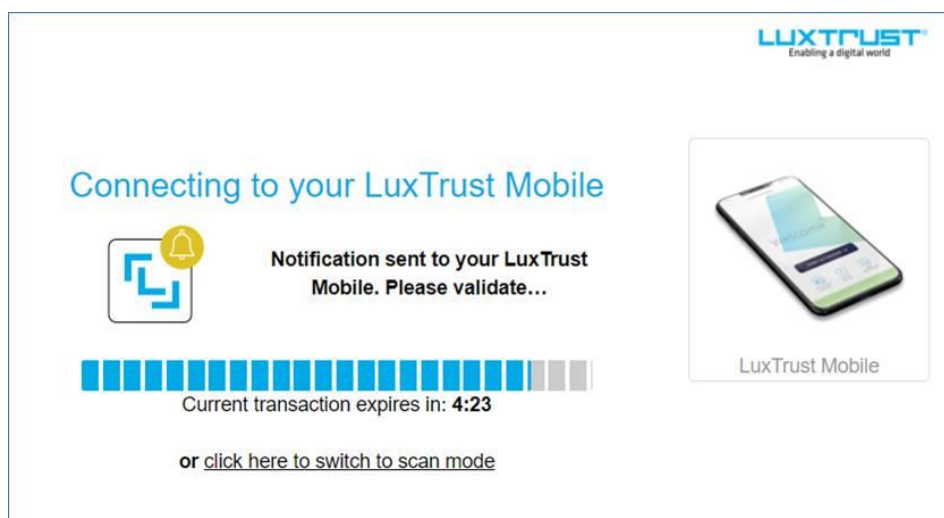 LUXTRUST
Enabling a digital world
Connecting to your LuxTrust Mobile
Notification sent to your LuxTrust
Mobile. Please validate...
Welcome
LuxTrust Mobile
Current transaction expires in: 4:23
or click here to switch to scan mode